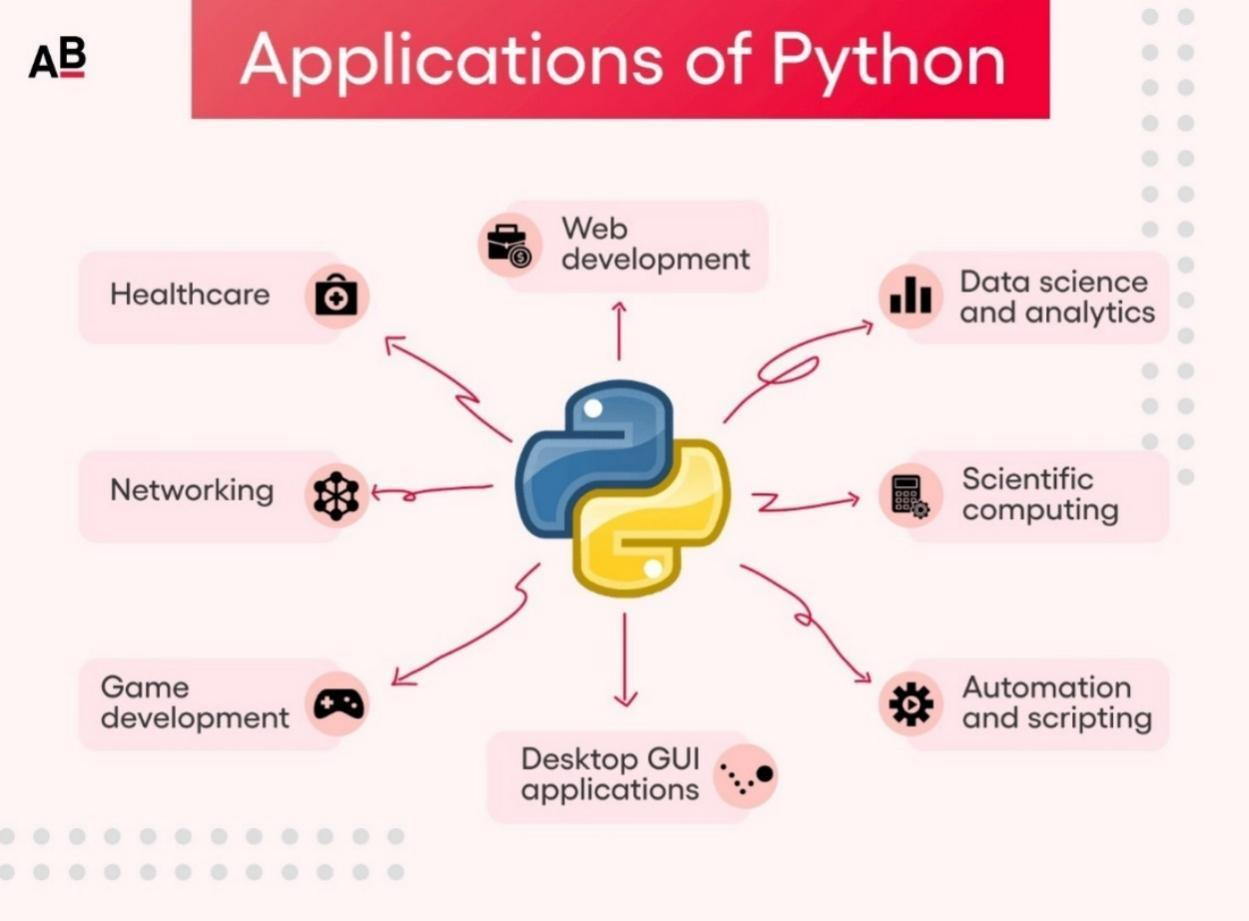 AB
Applications of Python
Web
development
Healthcare
Data science
and analytics
Networking
Scientific
computing
Game
development
Automation
and scripting
Desktop GUI
applications